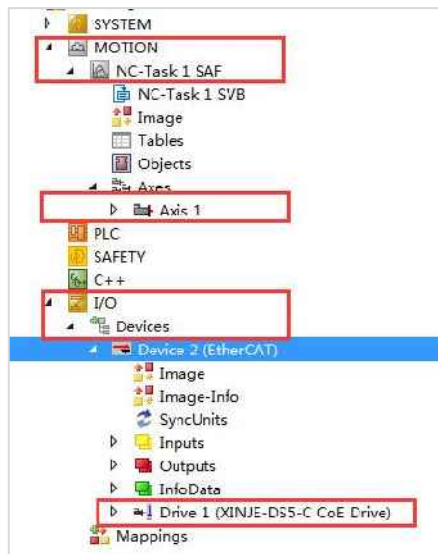 SYSTEM
MOTION
NC-Task 1 SAF
NC-Task 1 SVB
Image
Tables
Objects
Axes
Axis 1
PLC
SAFETY
C++
I/O
Devices
Device 2 (EtherCAT)
Image
Image-Info
SyncUnits
Inputs
Outputs
InfoData
Drive 1 (XINJE-DS5-C CoE Drive)
Mappings